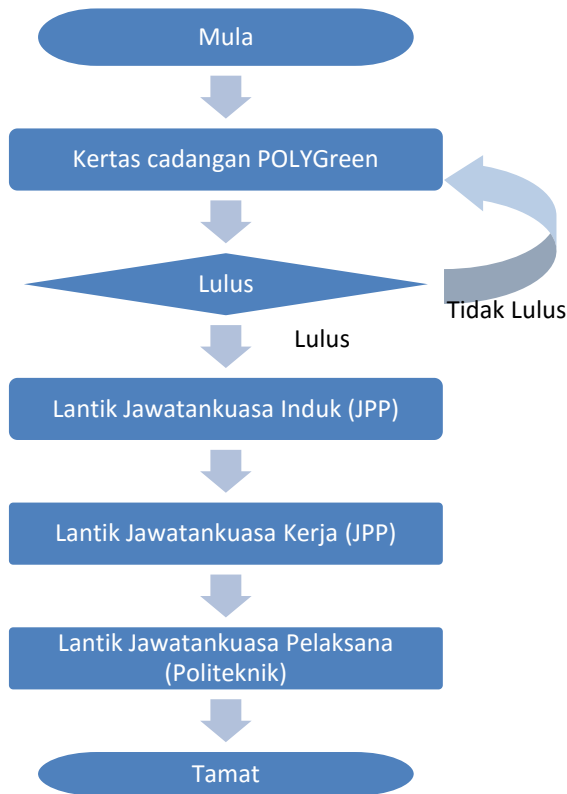 Mula
Kertas cadangan POLYGreen
Lulus
Tidak Lulus
Lulus
Lantik Jawatankuasa Induk (JPP)
Lantik Jawatankuasa Kerja (JPP)
Lantik Jawatankuasa Pelaksana
(Politeknik)
Tamat